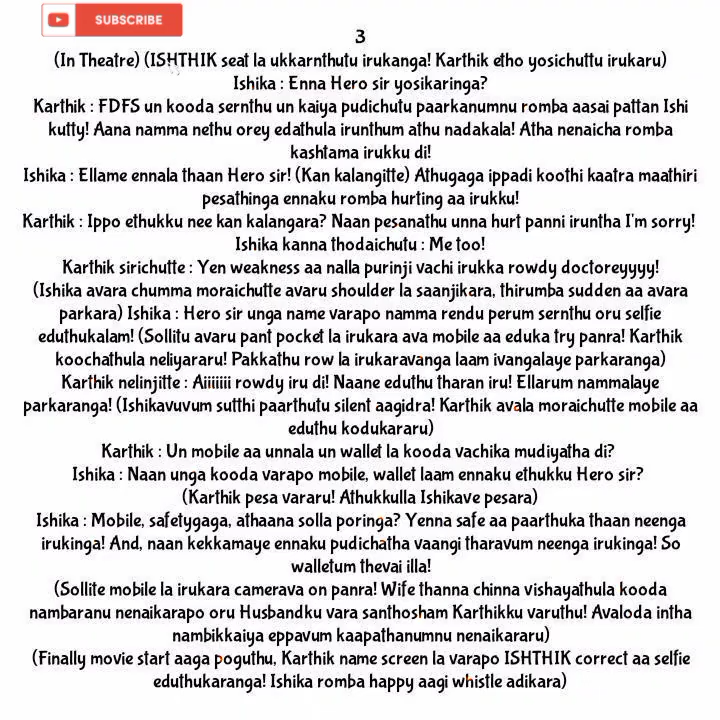 SUBSCRIBE
3
(In Theatre) (ISHTHIK seat la ukkarnthutu irukanga! Karthik etho yosichuttu irukaru)
Ishika : Enna Hero sir yosikaringa?
Karthik : FDFS un kooda sernthu un kaiya pudichutu paarkanumnu romba aasai pattan Ishi
kutty! Aana namma nethu orey edathula irunthum athu nadakala! Atha nenaicha romba
kashtama irukku di!
Ishika : Ellame ennala thaan Hero sir! (Kan kalangitte) Athugaga ippadi koothi kaatra maathiri
pesathinga ennaku romba hurting aa irukku!
Karthik : Ippo ethukku nee kan kalangara? Naan pesanathu unna hurt panni iruntha I'm sorry!
Ishika kanna thodaichutu : Me too!
Karthik sirichutte : Yen weakness aa nalla purinji vachi irukka rowdy doctoreyyyy!
(Ishika avara chumma moraichutte avaru shoulder la saanjikara, thirumba sudden aa avara
parkara) Ishika : Hero sir unga name varapo namma rendu perum sernthu oru selfie
eduthukalam! (Sollitu avaru pant pocket la irukara ava mobile aa eduka try panra! Karthik
koochathula neliyararu! Pakkathu row la irukaravanga laam ivangalaye parkaranga)
Karthik nelinjitte : Aiiiiiii rowdy iru di! Naane eduthu tharan iru! Ellarum nammalaye
parkaranga! (Ishikavuvum sutthi paarthutu silent aagidra! Karthik avala moraichutte mobile aa
eduthu kodukararu)
Karthik : Un mobile aa unnala un wallet la kooda vachika mudiyatha di?
Ishika : Naan unga kooda varapo mobile, wallet laam ennaku ethukku Hero sir?
(Karthik pesa vararu! Athukkulla Ishikave pesara)
Ishika : Mobile, safetygaga, athaana solla poringa? Yenna safe aa paarthuka thaan neenga
irukinga! And, naan kekkamaye ennaku pudichatha vaangi tharavum neenga irukinga! So
walletum thevai illa!
(Sollite mobile la irukara camerava on panra! Wife thanna chinna vishayathula kooda
nambaranu nenaikarapo oru Husbandku vara santhosham Karthikku varuthu! Avaloda intha
nambikkaiya eppavum kaapathanumnu nenaikararu)
(Finally movie start aaga poguthu, Karthik name screen la varapo ISHTHIK correct aa selfie
eduthukaranga! Ishika romba happy aagi whistle adikara)